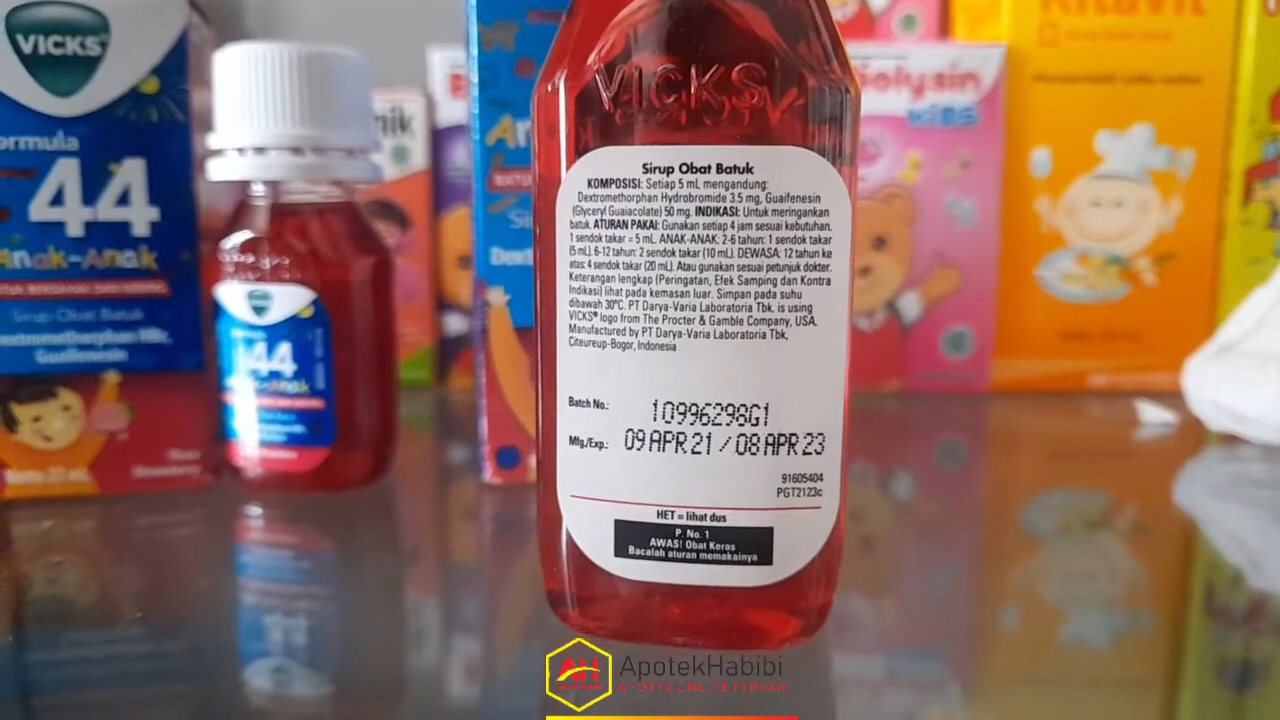 VICKS
Formula
44
Anak-Anak
Sirup Obat Batuk
Dextromethorphan HBr,
Guaifenesin
44
VICKS
Sirup Obat Batuk
KOMPOSISI: Setiap 5 mL mengandung:
Dextromethorphan Hydrobromide 3.5 mg, Guaifenesin
(Glyceryl Guaiacolate) 50 mg. INDIKASI: Untuk meringankan
batuk. ATURAN PAKAI: Gunakan setiap 4 jam sesuai kebutuhan.
1 sendok takar = 5 mL. ANAK-ANAK: 2-6 tahun: 1 sendok takar
(5 mL). 6-12 tahun: 2 sendok takar (10 mL). DEWASA: 12 tahun ke
atas: 4 sendok takar (20 mL). Atau gunakan sesuai petunjuk dokter.
Keterangan lengkap (Peringatan, Efek Samping dan Kontra
Indikasi) lihat pada kemasan luar. Simpan pada suhu
dibawah 30°C. PT Darya-Varia Laboratoria Tbk. is using
VICKS® logo from The Procter & Gamble Company, USA.
Manufactured by PT Darya-Varia Laboratoria Tbk,
Citeureup-Bogor, Indonesia
Batch No.: 10996298G1
Mfg./Exp.: 09 APR 21 / 08 APR 23
91605404
PGT2123c
HET = lihat dus
P. No. 1
AWAS! Obat Keras
Bacalah aturan memakainya
KIDS
AH ApotekHabibi